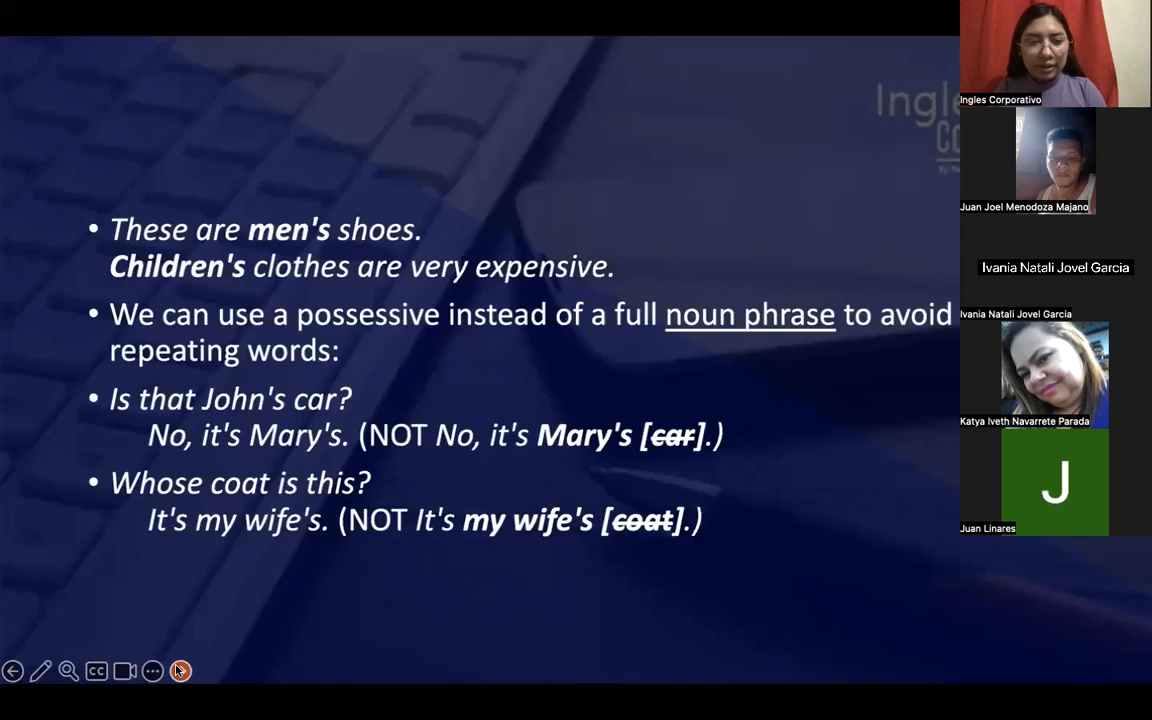 Ingl
CO
• These are men's shoes.
Children's clothes are very expensive.
• We can use a possessive instead of a full noun phrase to avoid
repeating words:
• Is that John's car?
No, it's Mary's. (NOT No, it's Mary's [car].)
• Whose coat is this?
It's my wife's. (NOT It's my wife's [coat].)
CC
Ingles Corporativo
Juan Joel Menodoza Majano
Ivania Natali Jovel Garcia
Ivania Natali Jovel Garcia
Katya Iveth Navarrete Parada
J
Juan Linares